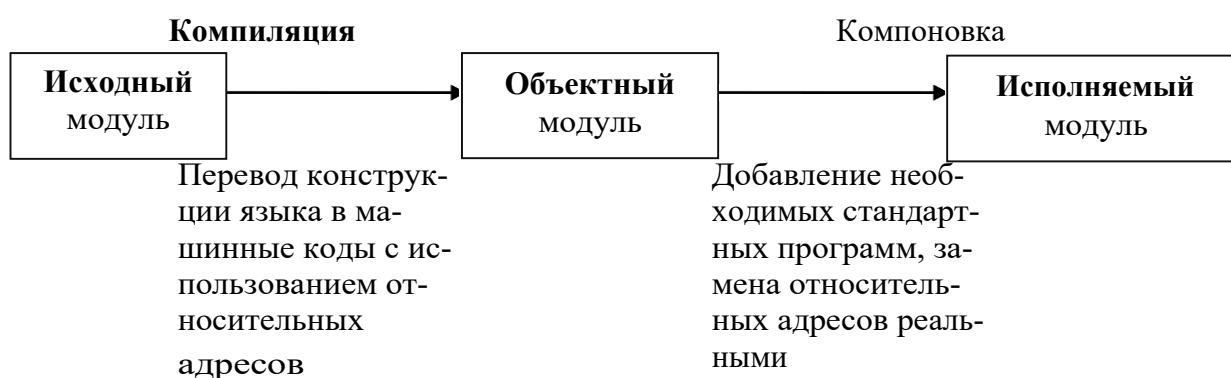 Компиляция
Компоновка
Исходный
модуль
Объектный
модуль
Исполняемый
модуль
Перевод конструк-
ции языка в ма-
шинные коды с ис-
пользованием от-
носительных
адресов
Добавление необ-
ходимых стандарт-
ных программ, за-
мена относитель-
ных адресов реаль-
ными